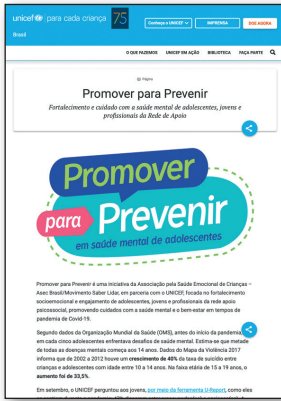 unicef para cada criança 75
Conheça o UNICEF
IMPRENSA
DOE AGORA
Brasil
O QUE FAZEMOS UNICEF EM AÇÃO BIBLIOTECA FAÇA PARTE
Página
Promover para Prevenir
Fortalecimento e cuidado com a saúde mental de adolescentes, jovens e
profissionais da Rede de Apoio
Promover
para Prevenir
em saúde mental de adolescentes
Promover para Prevenir é uma iniciativa da Associação pela Saúde Emocional de Crianças –
Asec Brasil/Movimento Saber Lidar, em parceria com o UNICEF, focada no fortalecimento
socioemocional e engajamento de adolescentes, jovens e profissionais da rede apoio
psicossocial, promovendo cuidados com a saúde mental e o bem-estar em tempos de
pandemia de Covid-19.
Segundo dados da Organização Mundial da Saúde (OMS), antes do início da pandemia,
em cada cinco adolescentes enfrentava desafios de saúde mental. Estima-se que metade
de todas as doenças mentais começa aos 14 anos. Dados do Mapa da Violência 2017
informa que de 2002 a 2012 houve um crescimento de 40% da taxa de suicídio entre
crianças e adolescentes com idade entre 10 a 14 anos. Na faixa etária de 15 a 19 anos, o
aumento foi de 33,5%.
Em setembro, o UNICEF perguntou aos jovens, por meio da ferramenta U-Report, como eles